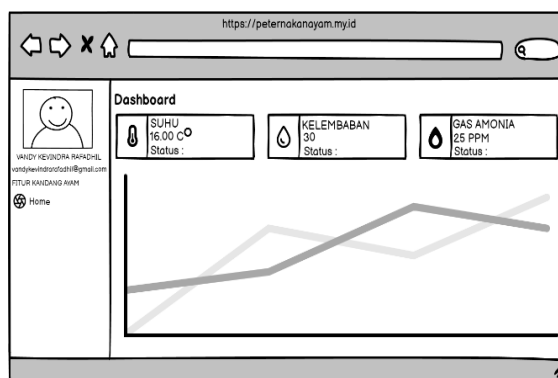 https://peternakanayam.my.id
VANDY KEVINDRA RAFADHIL
vandykevindrarafadhil@gmail.com
FITUR KANDANG AYAM
Home
Dashboard
SUHU
16.00 C°
Status :
KELEMBABAN
30
Status :
GAS AMONIA
25 PPM
Status :